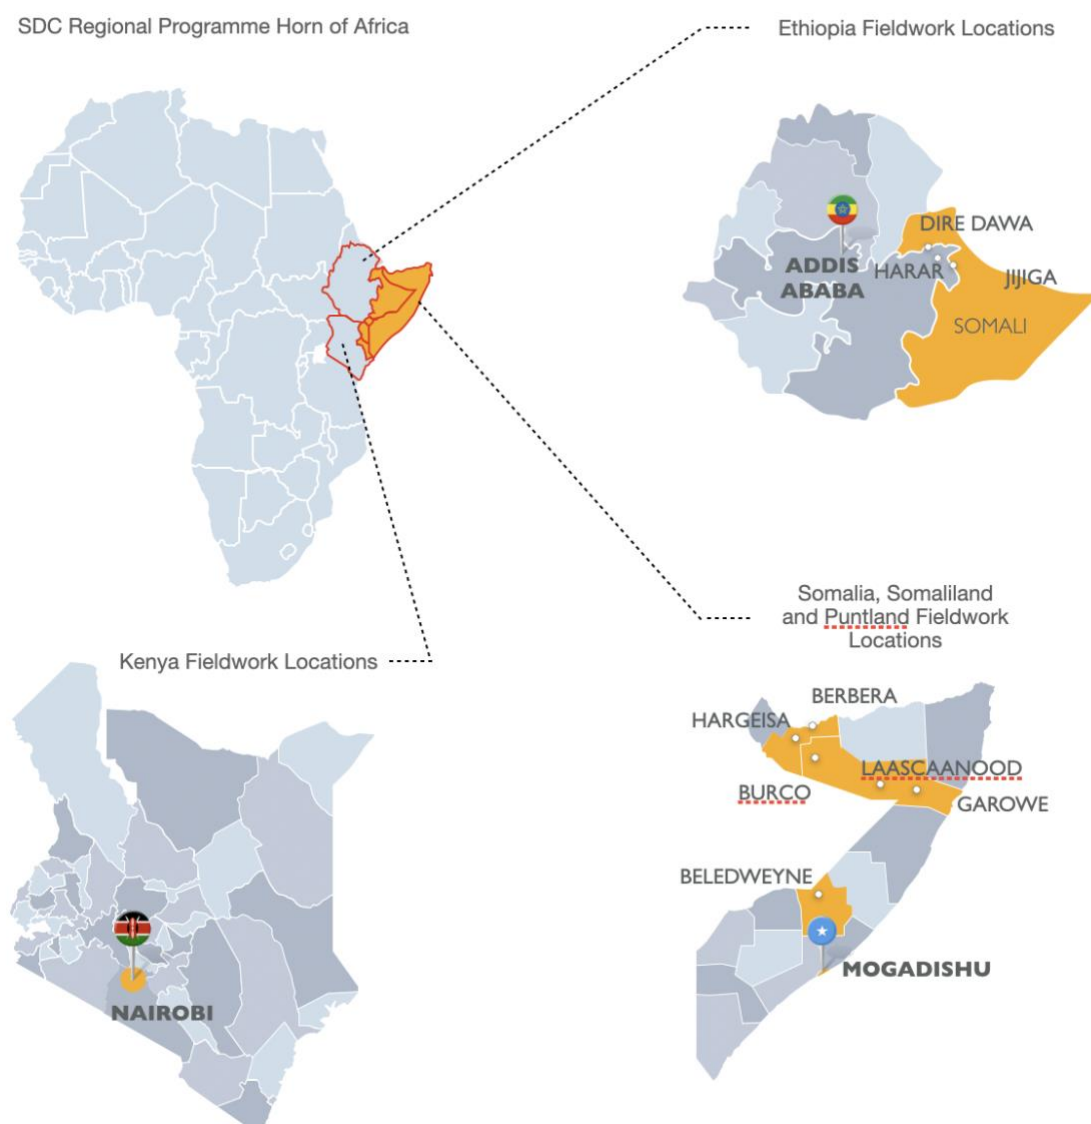 SDC Regional Programme Horn of Africa
Ethiopia Fieldwork Locations
DIRE DAWA
ADDIS
ABABA
HARAR
JIJIGA
SOMALI
Somalia, Somaliland
and Puntland Fieldwork
Locations
Kenya Fieldwork Locations
BERBERA
HARGEISA
LAASCAANOOD
BURCO
GAROWE
BELEDWEYNE
MOGADISHU
NAIROBI